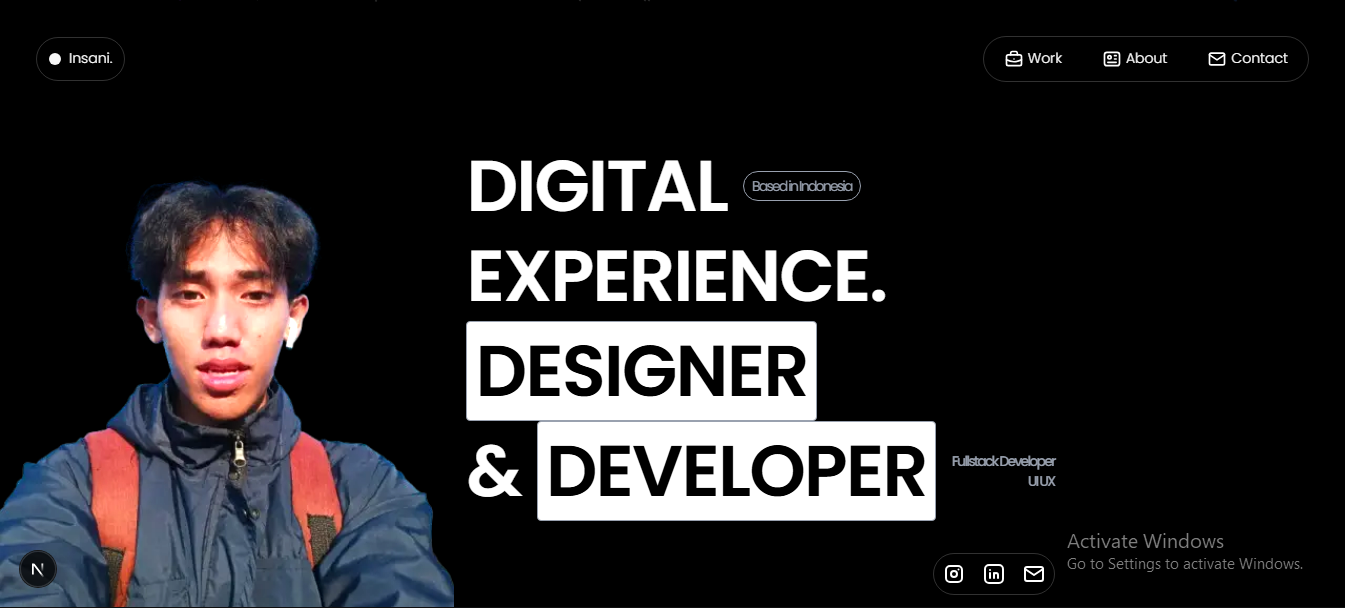 Insani.
Work
About
Contact
DIGITAL
Based in Indonesia
EXPERIENCE.
DESIGNER
& DEVELOPER
Fullstack Developer
UI UX
Activate Windows
Go to Settings to activate Windows.
N